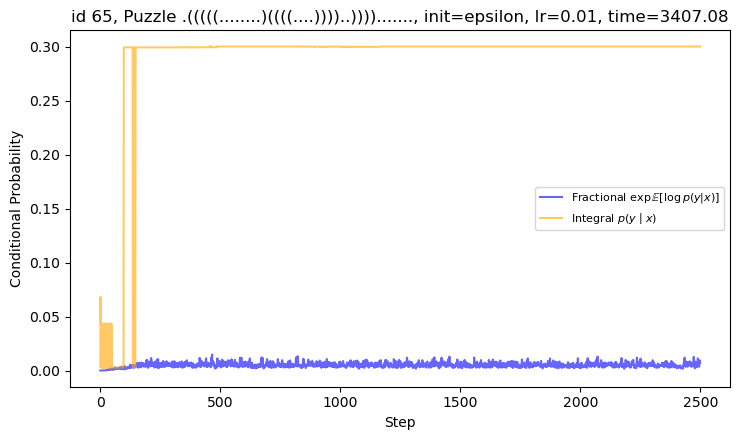 id 65, Puzzle .(((((........)((((....))))..))))......., init=epsilon, lr=0.01, time=3407.08
Conditional Probability
0.30
0.25
0.20
0.15
0.10
0.05
0.00
Fractional exp𝔼[log p(y|x)]
Integral p(y | x)
0 500 1000 1500 2000 2500
Step